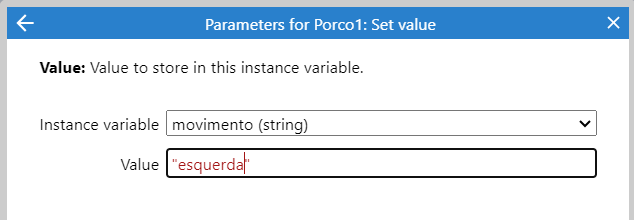 Parameters for Porco1: Set value
Value: Value to store in this instance variable.
Instance variable movimento (string)
Value "esquerda"